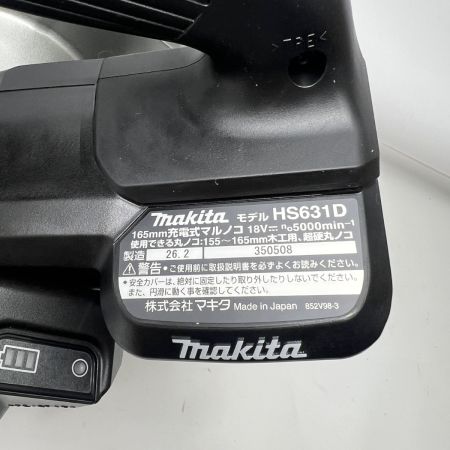 TPEK
makita モデル HS631D
165mm充電式マルノコ 18V⎓ n₀5000min⁻¹
使用できる丸ノコ:155～165mm木工用、超硬丸ノコ
製造 26.2 350508
⚠警告 •ご使用前に取扱説明書を必ずよくお読みください。
•安全カバーは、絶対に固定したり取り外したりしないでください。
また、円滑に動く事を確認してください。
株式会社マキタ Made in Japan 852V98-3
makita